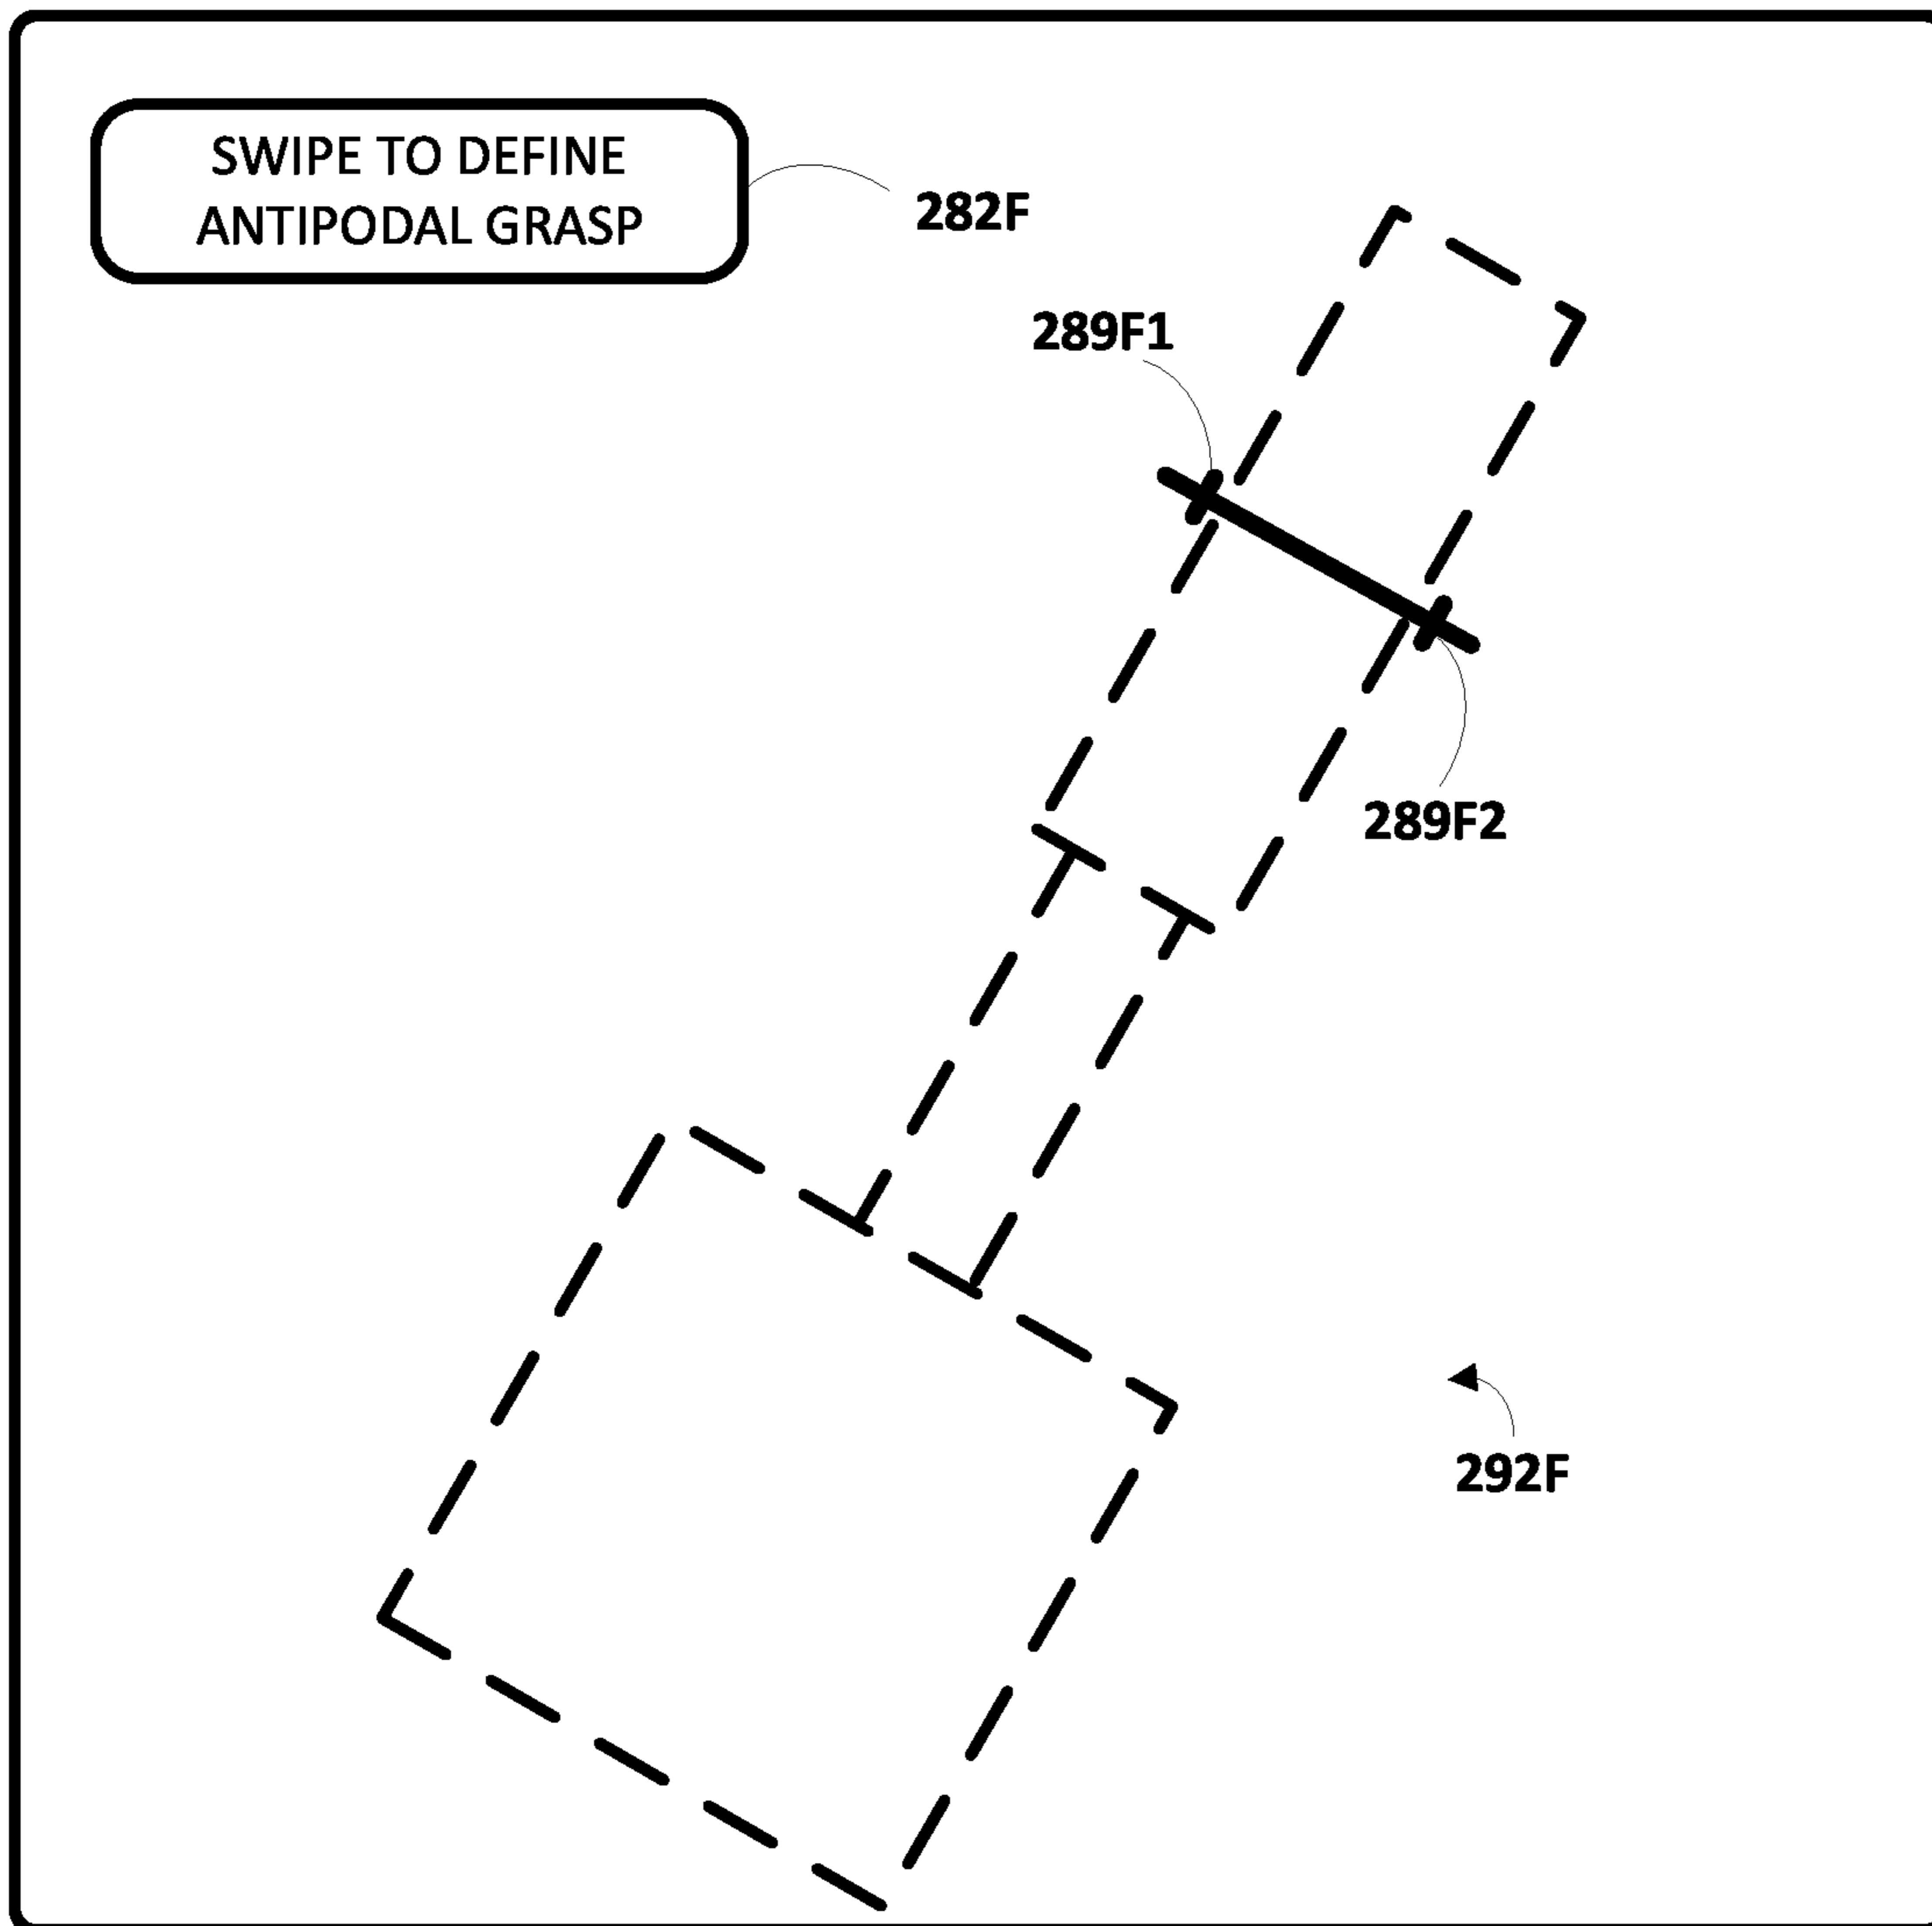 SWIPE TO DEFINE
ANTIPODAL GRASP
282F
289F1
289F2
292F